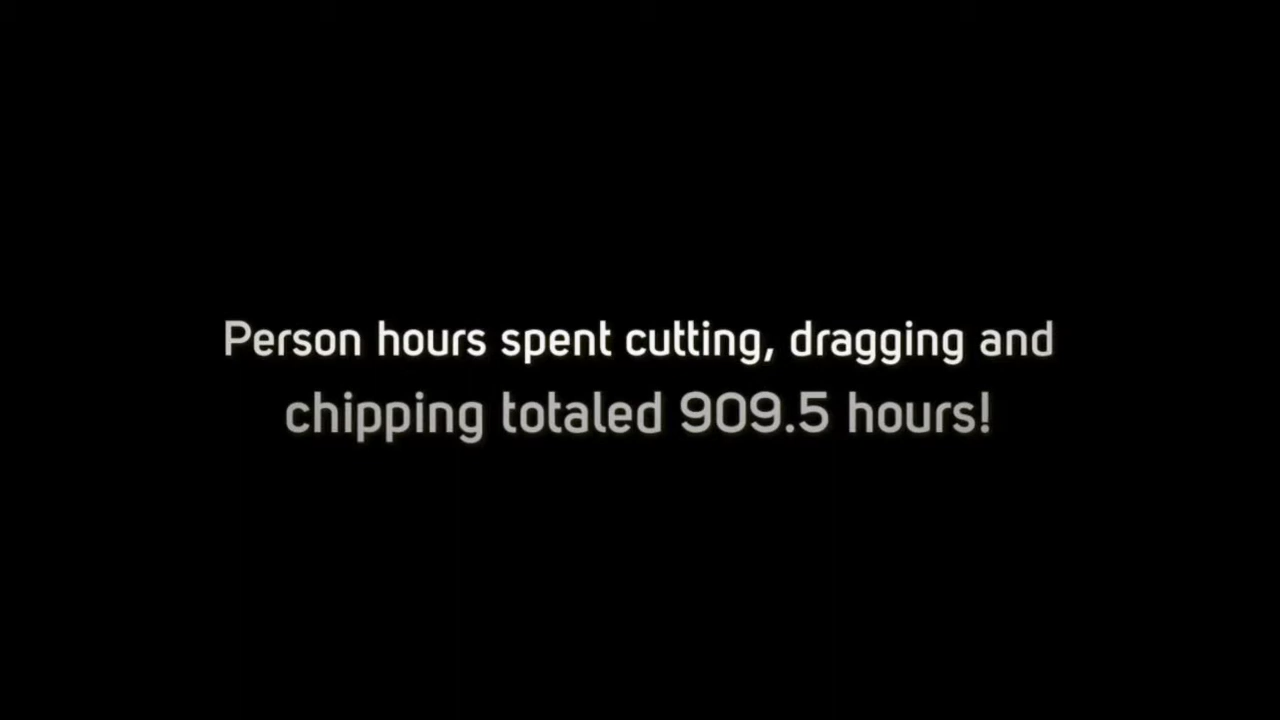 Person hours spent cutting, dragging and
chipping totaled 909.5 hours!